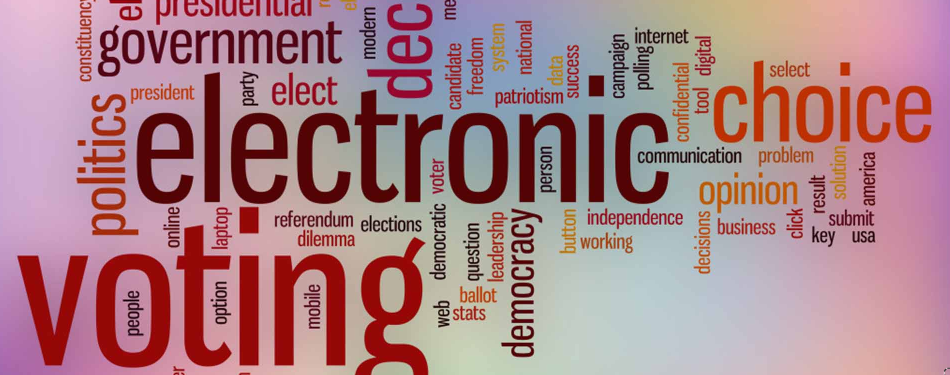 presidential
constituency
government
modern
dec
me
president
party
elect
candidate
freedom
system
national
data
success
patriotism
campaign
polling
internet
digital
confidential
tool
select
choice
politics
electronic
voter
person
communication
problem
solution
america
opinion
result
online
laptop
referendum
elections
dilemma
democratic
question
leadership
democracy
button
independence
working
decisions
business
click
submit
key
usa
voting
people
option
mobile
web
ballot
stats